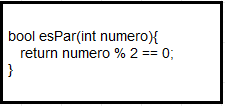 bool esPar(int numero){
return numero % 2 == 0;
}